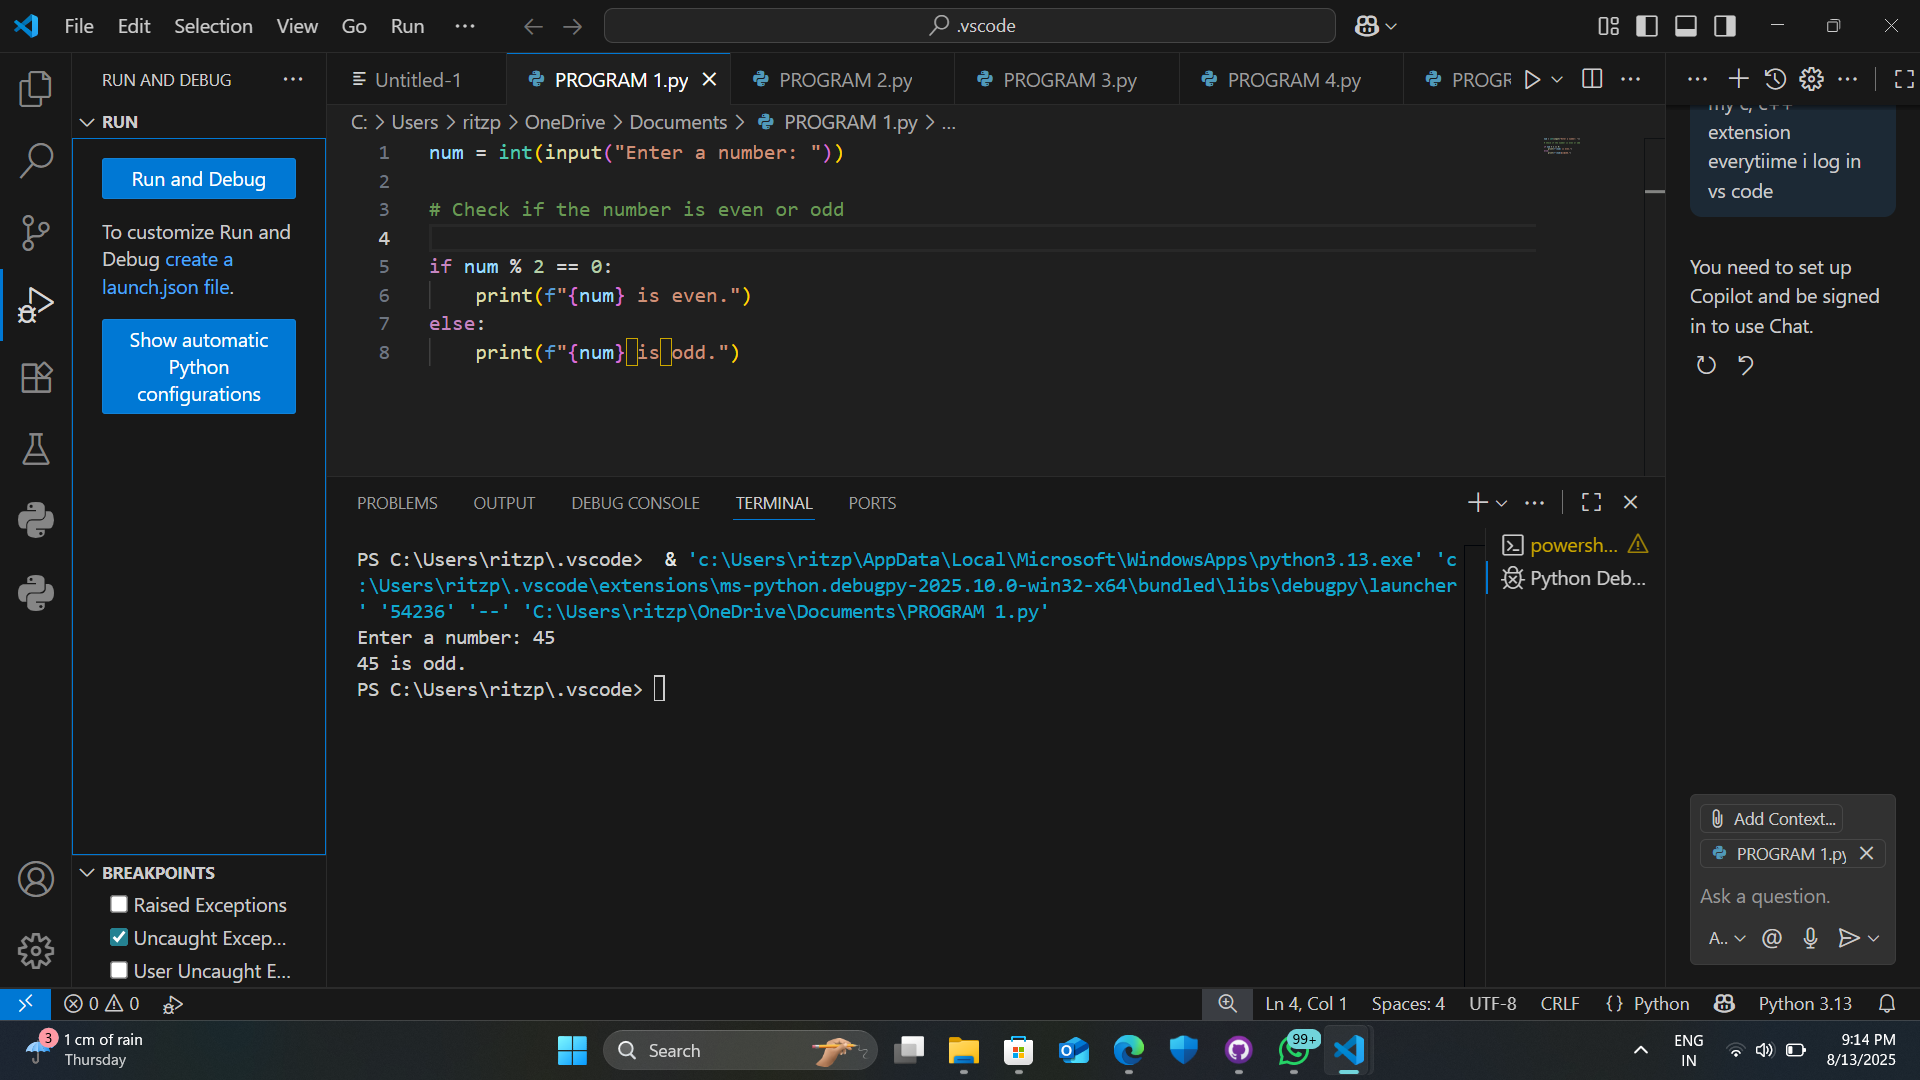 File Edit Selection View Go Run ...
.vscode
RUN AND DEBUG
Untitled-1
PROGRAM 1.py
PROGRAM 2.py
PROGRAM 3.py
PROGRAM 4.py
PROGR
RUN
Run and Debug
To customize Run and
Debug create a
launch.json file.
Show automatic
Python
configurations
C: > Users > ritzp > OneDrive > Documents > PROGRAM 1.py > ...
1 num = int(input("Enter a number: "))
2
3 # Check if the number is even or odd
4
5 if num % 2 == 0:
6 print(f"{num} is even.")
7 else:
8 print(f"{num} is odd.")
my c, c++
extension
everytiime i log in
vs code
You need to set up
Copilot and be signed
in to use Chat.
PROBLEMS OUTPUT DEBUG CONSOLE TERMINAL PORTS
PS C:\Users\ritzp\.vscode>  & 'c:\Users\ritzp\AppData\Local\Microsoft\WindowsApps\python3.13.exe' 'c
:\Users\ritzp\.vscode\extensions\ms-python.debugpy-2025.10.0-win32-x64\bundled\libs\debugpy\launcher
' '54236' '--' 'C:\Users\ritzp\OneDrive\Documents\PROGRAM 1.py'
Enter a number: 45
45 is odd.
PS C:\Users\ritzp\.vscode>
powersh...
Python Deb...
BREAKPOINTS
Raised Exceptions
Uncaught Excep...
User Uncaught E...
Add Context...
PROGRAM 1.py
Ask a question.
A..
0 0
Ln 4, Col 1 Spaces: 4 UTF-8 CRLF {} Python Python 3.13
3
1 cm of rain
Thursday
Search
99+
ENG
IN
9:14 PM
8/13/2025